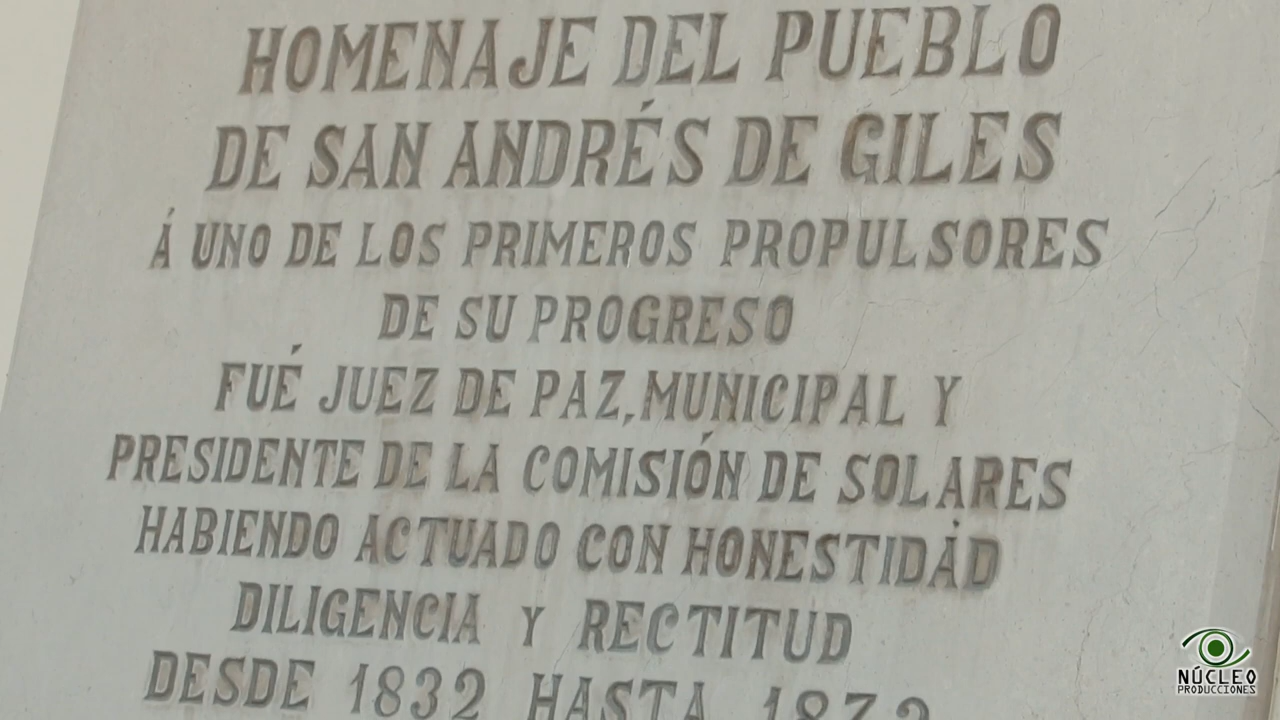 HOMENAJE DEL PUEBLO
DE SAN ANDRÉS DE GILES
Á UNO DE LOS PRIMEROS PROPULSORES
DE SU PROGRESO
FUÉ JUEZ DE PAZ, MUNICIPAL Y
PRESIDENTE DE LA COMISIÓN DE SOLARES
HABIENDO ACTUADO CON HONESTIDAD
DILIGENCIA Y RECTITUD
DESDE 1832 HASTA
NÚCLEO
PRODUCCIONES